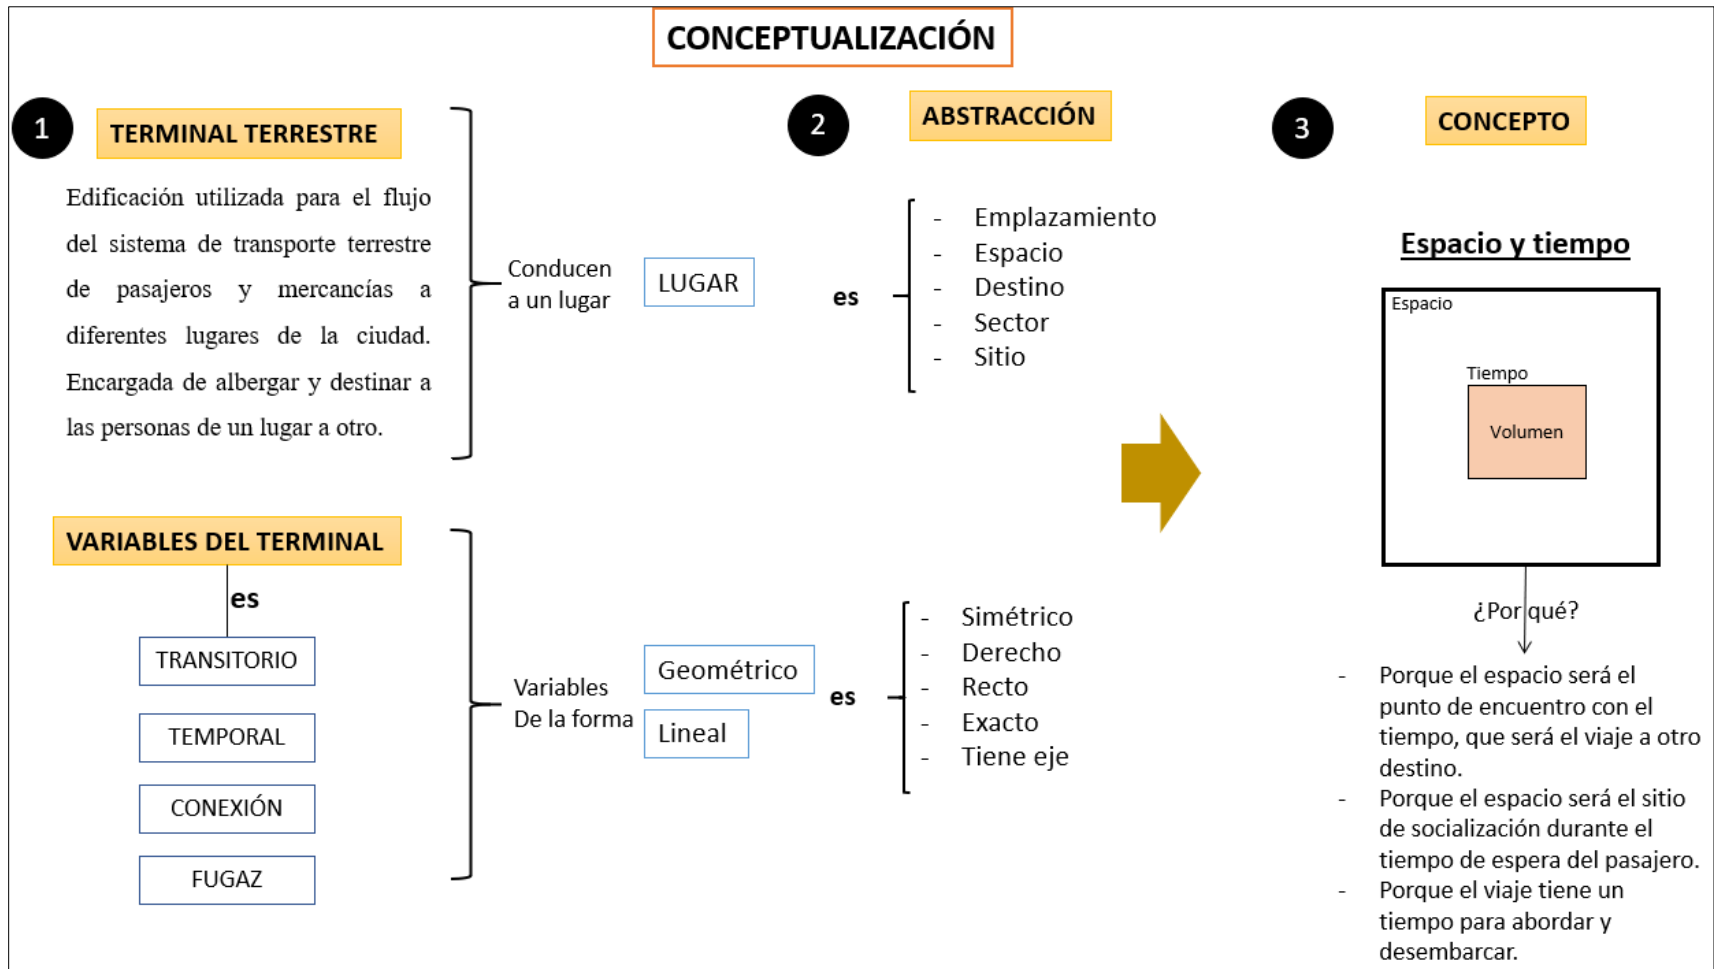 CONCEPTUALIZACIÓN
1
TERMINAL TERRESTRE
Edificación utilizada para el flujo
del sistema de transporte terrestre
de pasajeros y mercancías a
diferentes lugares de la ciudad.
Encargada de albergar y destinar a
las personas de un lugar a otro.
Conducen
a un lugar
LUGAR
VARIABLES DEL TERMINAL
es
TRANSITORIO
TEMPORAL
CONEXIÓN
FUGAZ
Variables
De la forma
Geométrico
Lineal
2
ABSTRACCIÓN
es
- Emplazamiento
- Espacio
- Destino
- Sector
- Sitio
es
- Simétrico
- Derecho
- Recto
- Exacto
- Tiene eje
3
CONCEPTO
Espacio y tiempo
Espacio
Tiempo
Volumen
¿Por qué?
- Porque el espacio será el
punto de encuentro con el
tiempo, que será el viaje a otro
destino.
- Porque el espacio será el sitio
de socialización durante el
tiempo de espera del pasajero.
- Porque el viaje tiene un
tiempo para abordar y
desembarcar.